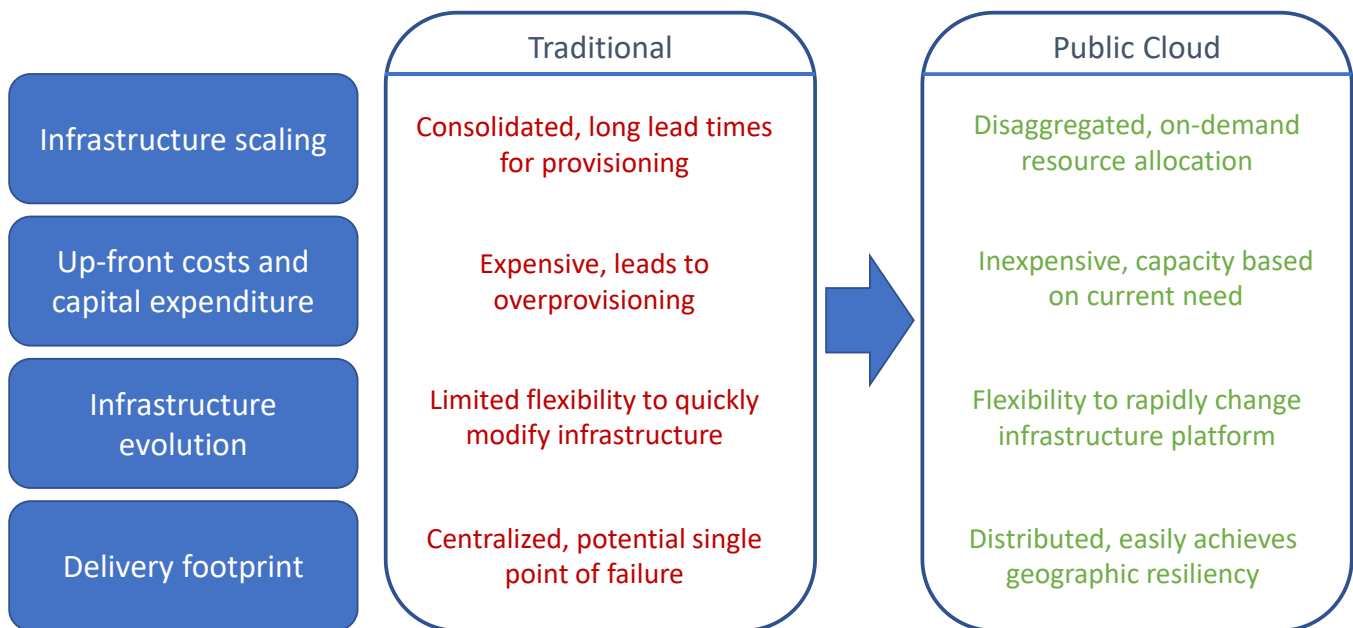 Traditional
Public Cloud
Infrastructure scaling
Consolidated, long lead times
for provisioning
Disaggregated, on-demand
resource allocation
Up-front costs and
capital expenditure
Expensive, leads to
overprovisioning
Inexpensive, capacity based
on current need
Infrastructure
evolution
Limited flexibility to quickly
modify infrastructure
Flexibility to rapidly change
infrastructure platform
Delivery footprint
Centralized, potential single
point of failure
Distributed, easily achieves
geographic resiliency